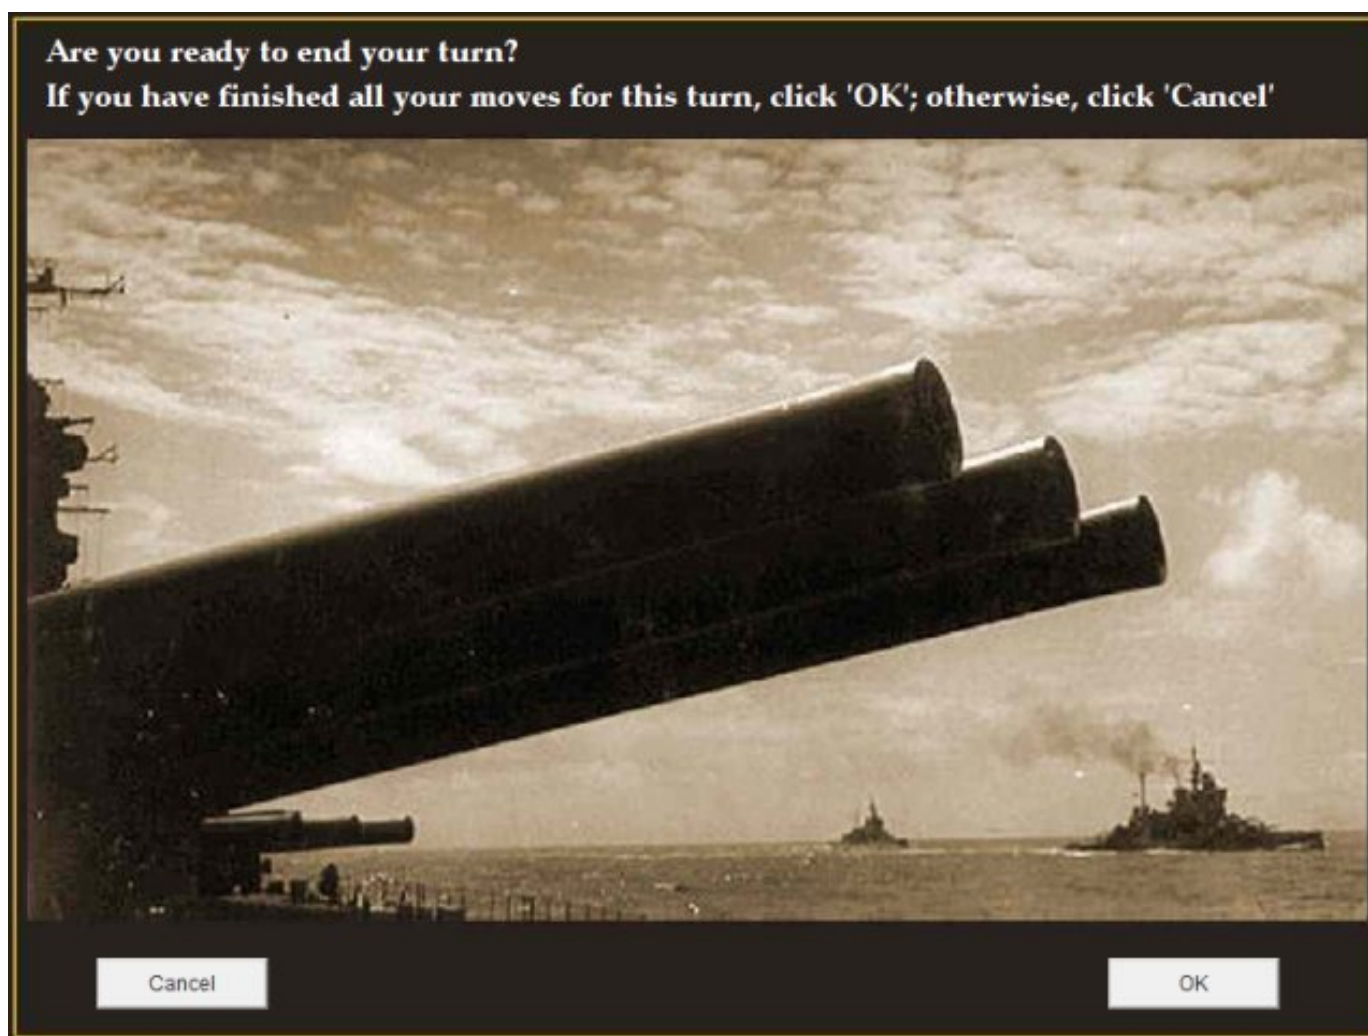 Are you ready to end your turn?
If you have finished all your moves for this turn, click 'OK'; otherwise, click 'Cancel'
Cancel
OK